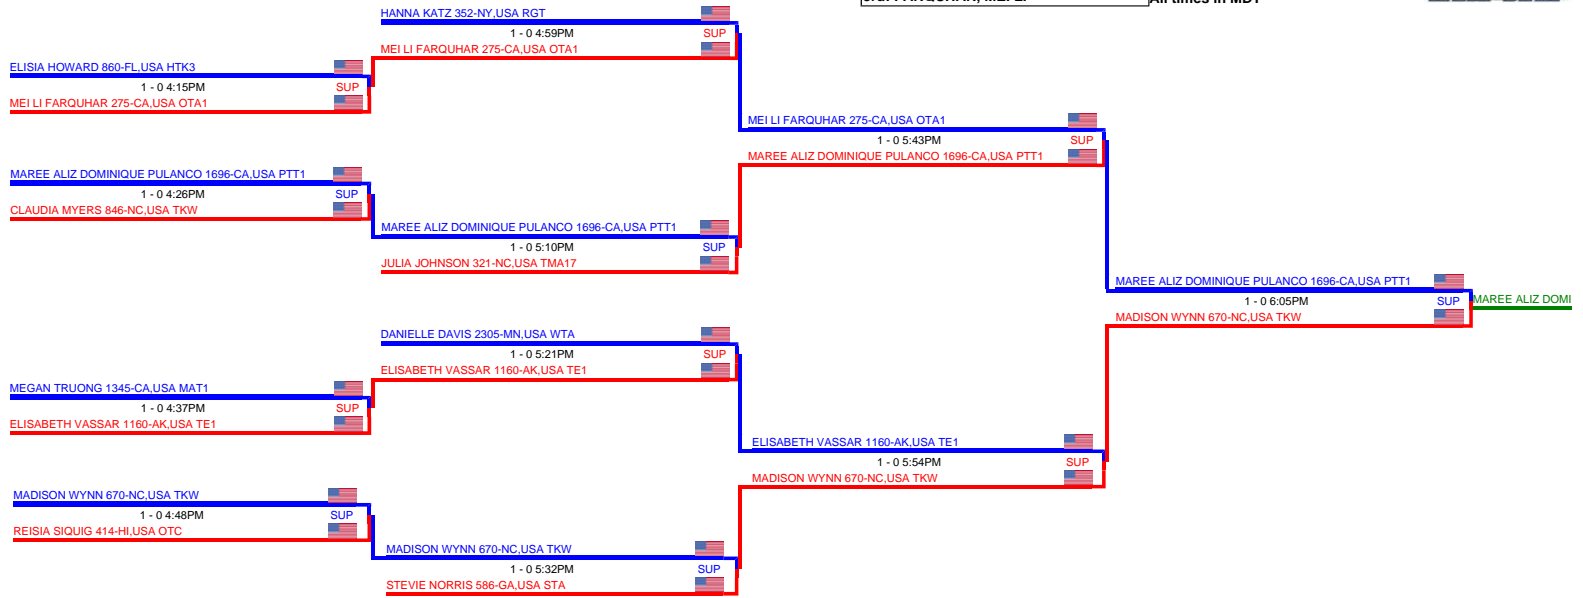 All times in MDT
HANNA KATZ 352-NY,USA RGT
1 - 0 4:59PM
SUP
MEI LI FARQUHAR 275-CA,USA OTA1
ELISIA HOWARD 860-FL,USA HTK3
1 - 0 4:15PM
SUP
MEI LI FARQUHAR 275-CA,USA OTA1
MEI LI FARQUHAR 275-CA,USA OTA1
1 - 0 5:43PM
SUP
MAREE ALIZ DOMINIQUE PULANCO 1696-CA,USA PTT1
MAREE ALIZ DOMINIQUE PULANCO 1696-CA,USA PTT1
1 - 0 4:26PM
SUP
CLAUDIA MYERS 846-NC,USA TKW
MAREE ALIZ DOMINIQUE PULANCO 1696-CA,USA PTT1
1 - 0 5:10PM
SUP
JULIA JOHNSON 321-NC,USA TMA17
MAREE ALIZ DOMINIQUE PULANCO 1696-CA,USA PTT1
1 - 0 6:05PM
SUP
MAREE ALIZ DOMI
MADISON WYNN 670-NC,USA TKW
DANIELLE DAVIS 2305-MN,USA WTA
1 - 0 5:21PM
SUP
ELISABETH VASSAR 1160-AK,USA TE1
MEGAN TRUONG 1345-CA,USA MAT1
1 - 0 4:37PM
SUP
ELISABETH VASSAR 1160-AK,USA TE1
ELISABETH VASSAR 1160-AK,USA TE1
1 - 0 5:54PM
SUP
MADISON WYNN 670-NC,USA TKW
MADISON WYNN 670-NC,USA TKW
1 - 0 4:48PM
SUP
REISIA SIQUIG 414-HI,USA OTC
MADISON WYNN 670-NC,USA TKW
1 - 0 5:32PM
SUP
STEVIE NORRIS 586-GA,USA STA